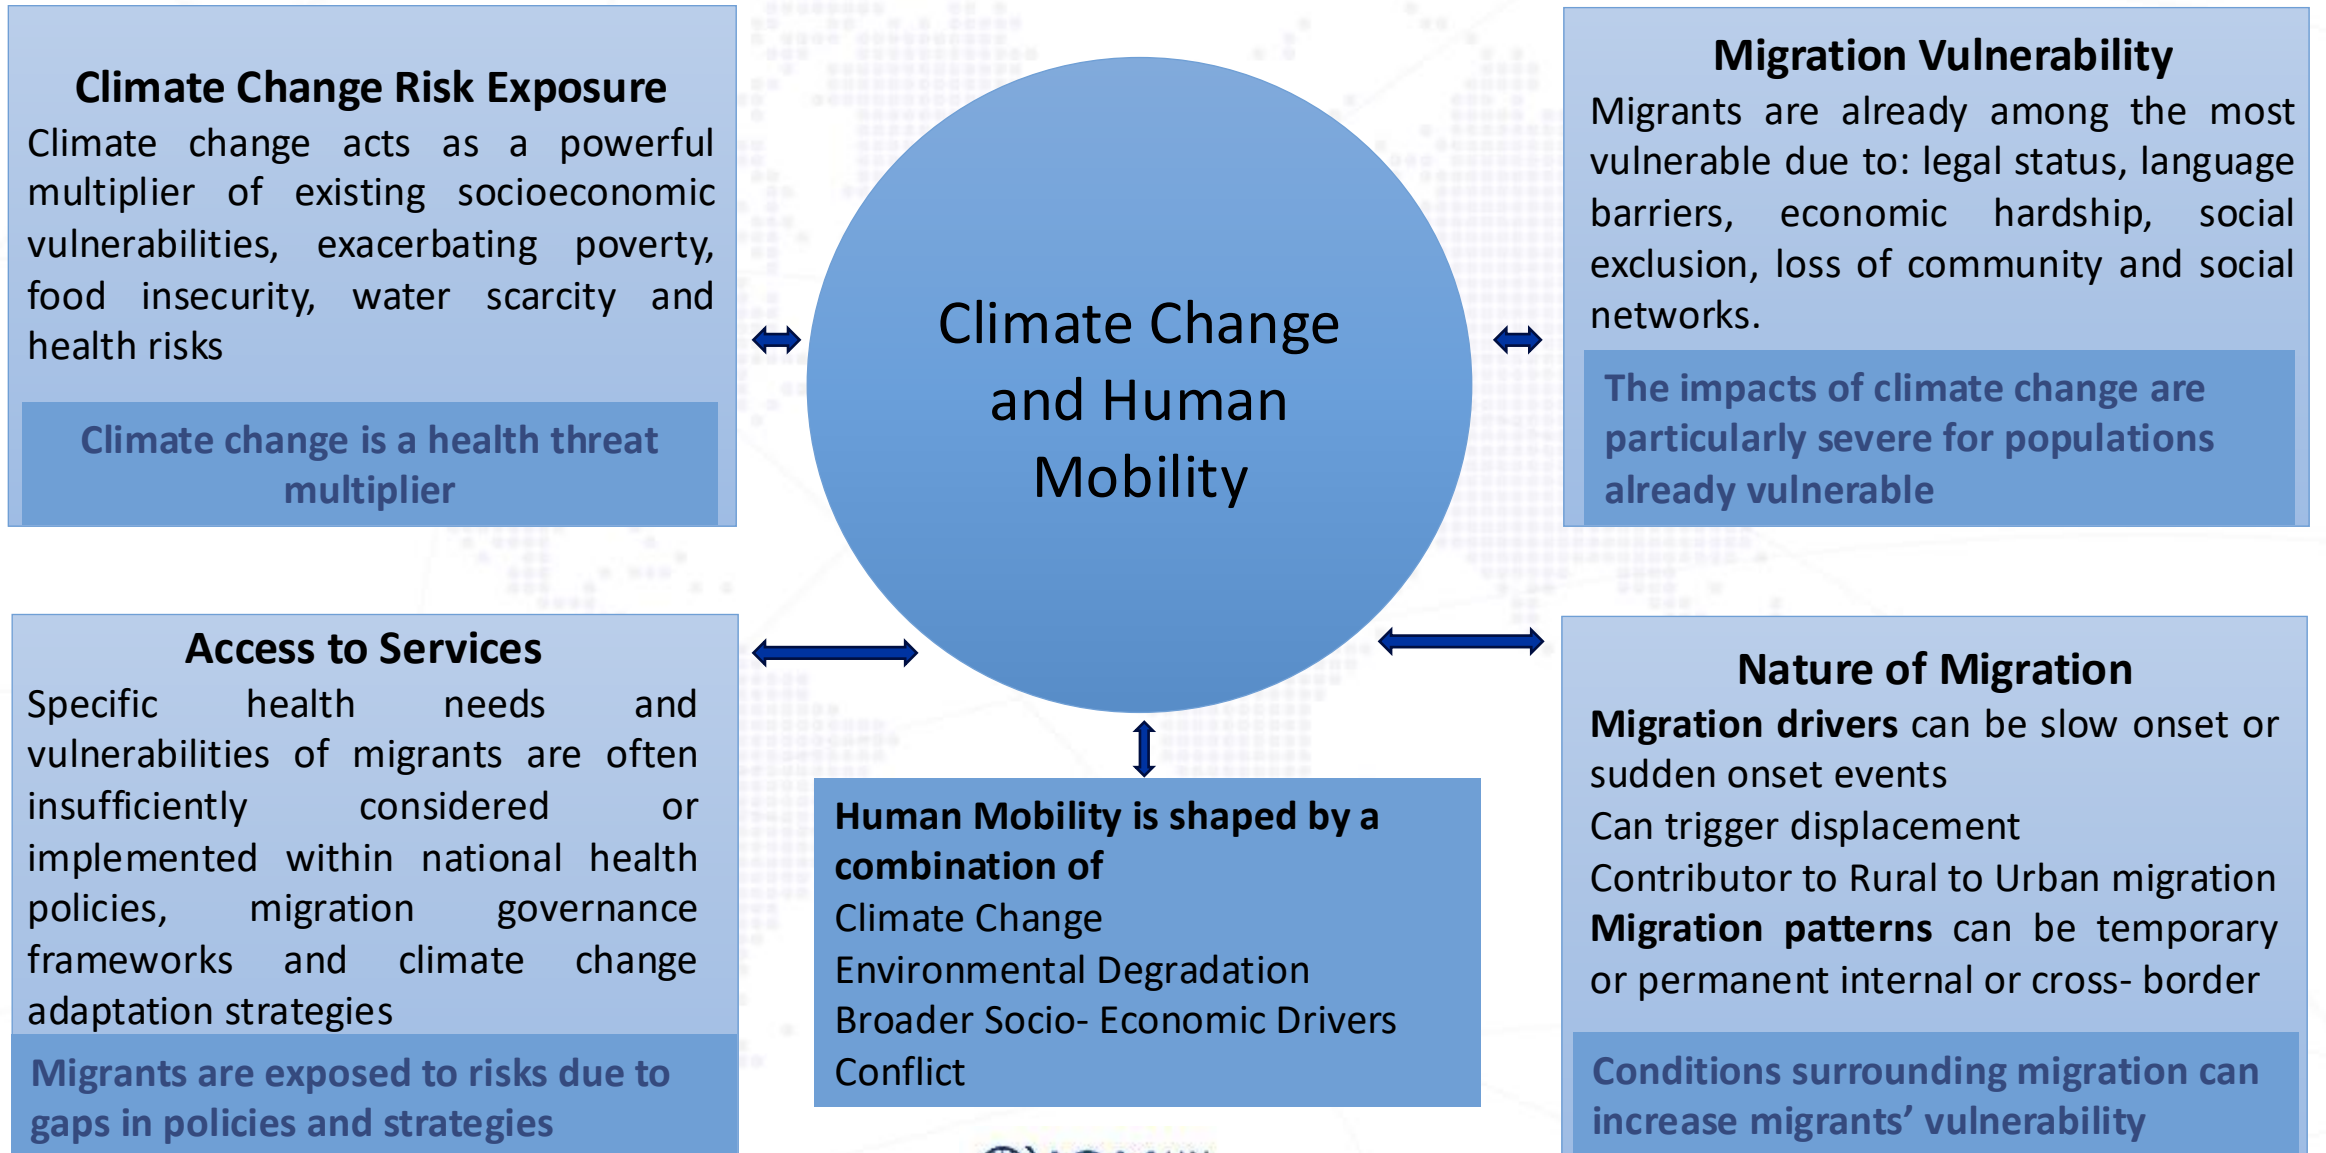 Climate Change Risk Exposure
Climate change acts as a powerful
multiplier of existing socioeconomic
vulnerabilities, exacerbating poverty,
food insecurity, water scarcity and
health risks
Climate change is a health threat
multiplier
Climate Change
and Human
Mobility
Migration Vulnerability
Migrants are already among the most
vulnerable due to: legal status, language
barriers, economic hardship, social
exclusion, loss of community and social
networks.
The impacts of climate change are
particularly severe for populations
already vulnerable
Access to Services
Specific health needs and
vulnerabilities of migrants are often
insufficiently considered or
implemented within national health
policies, migration governance
frameworks and climate change
adaptation strategies
Migrants are exposed to risks due to
gaps in policies and strategies
Human Mobility is shaped by a
combination of
Climate Change
Environmental Degradation
Broader Socio- Economic Drivers
Conflict
Nature of Migration
Migration drivers can be slow onset or
sudden onset events
Can trigger displacement
Contributor to Rural to Urban migration
Migration patterns can be temporary
or permanent internal or cross- border
Conditions surrounding migration can
increase migrants’ vulnerability